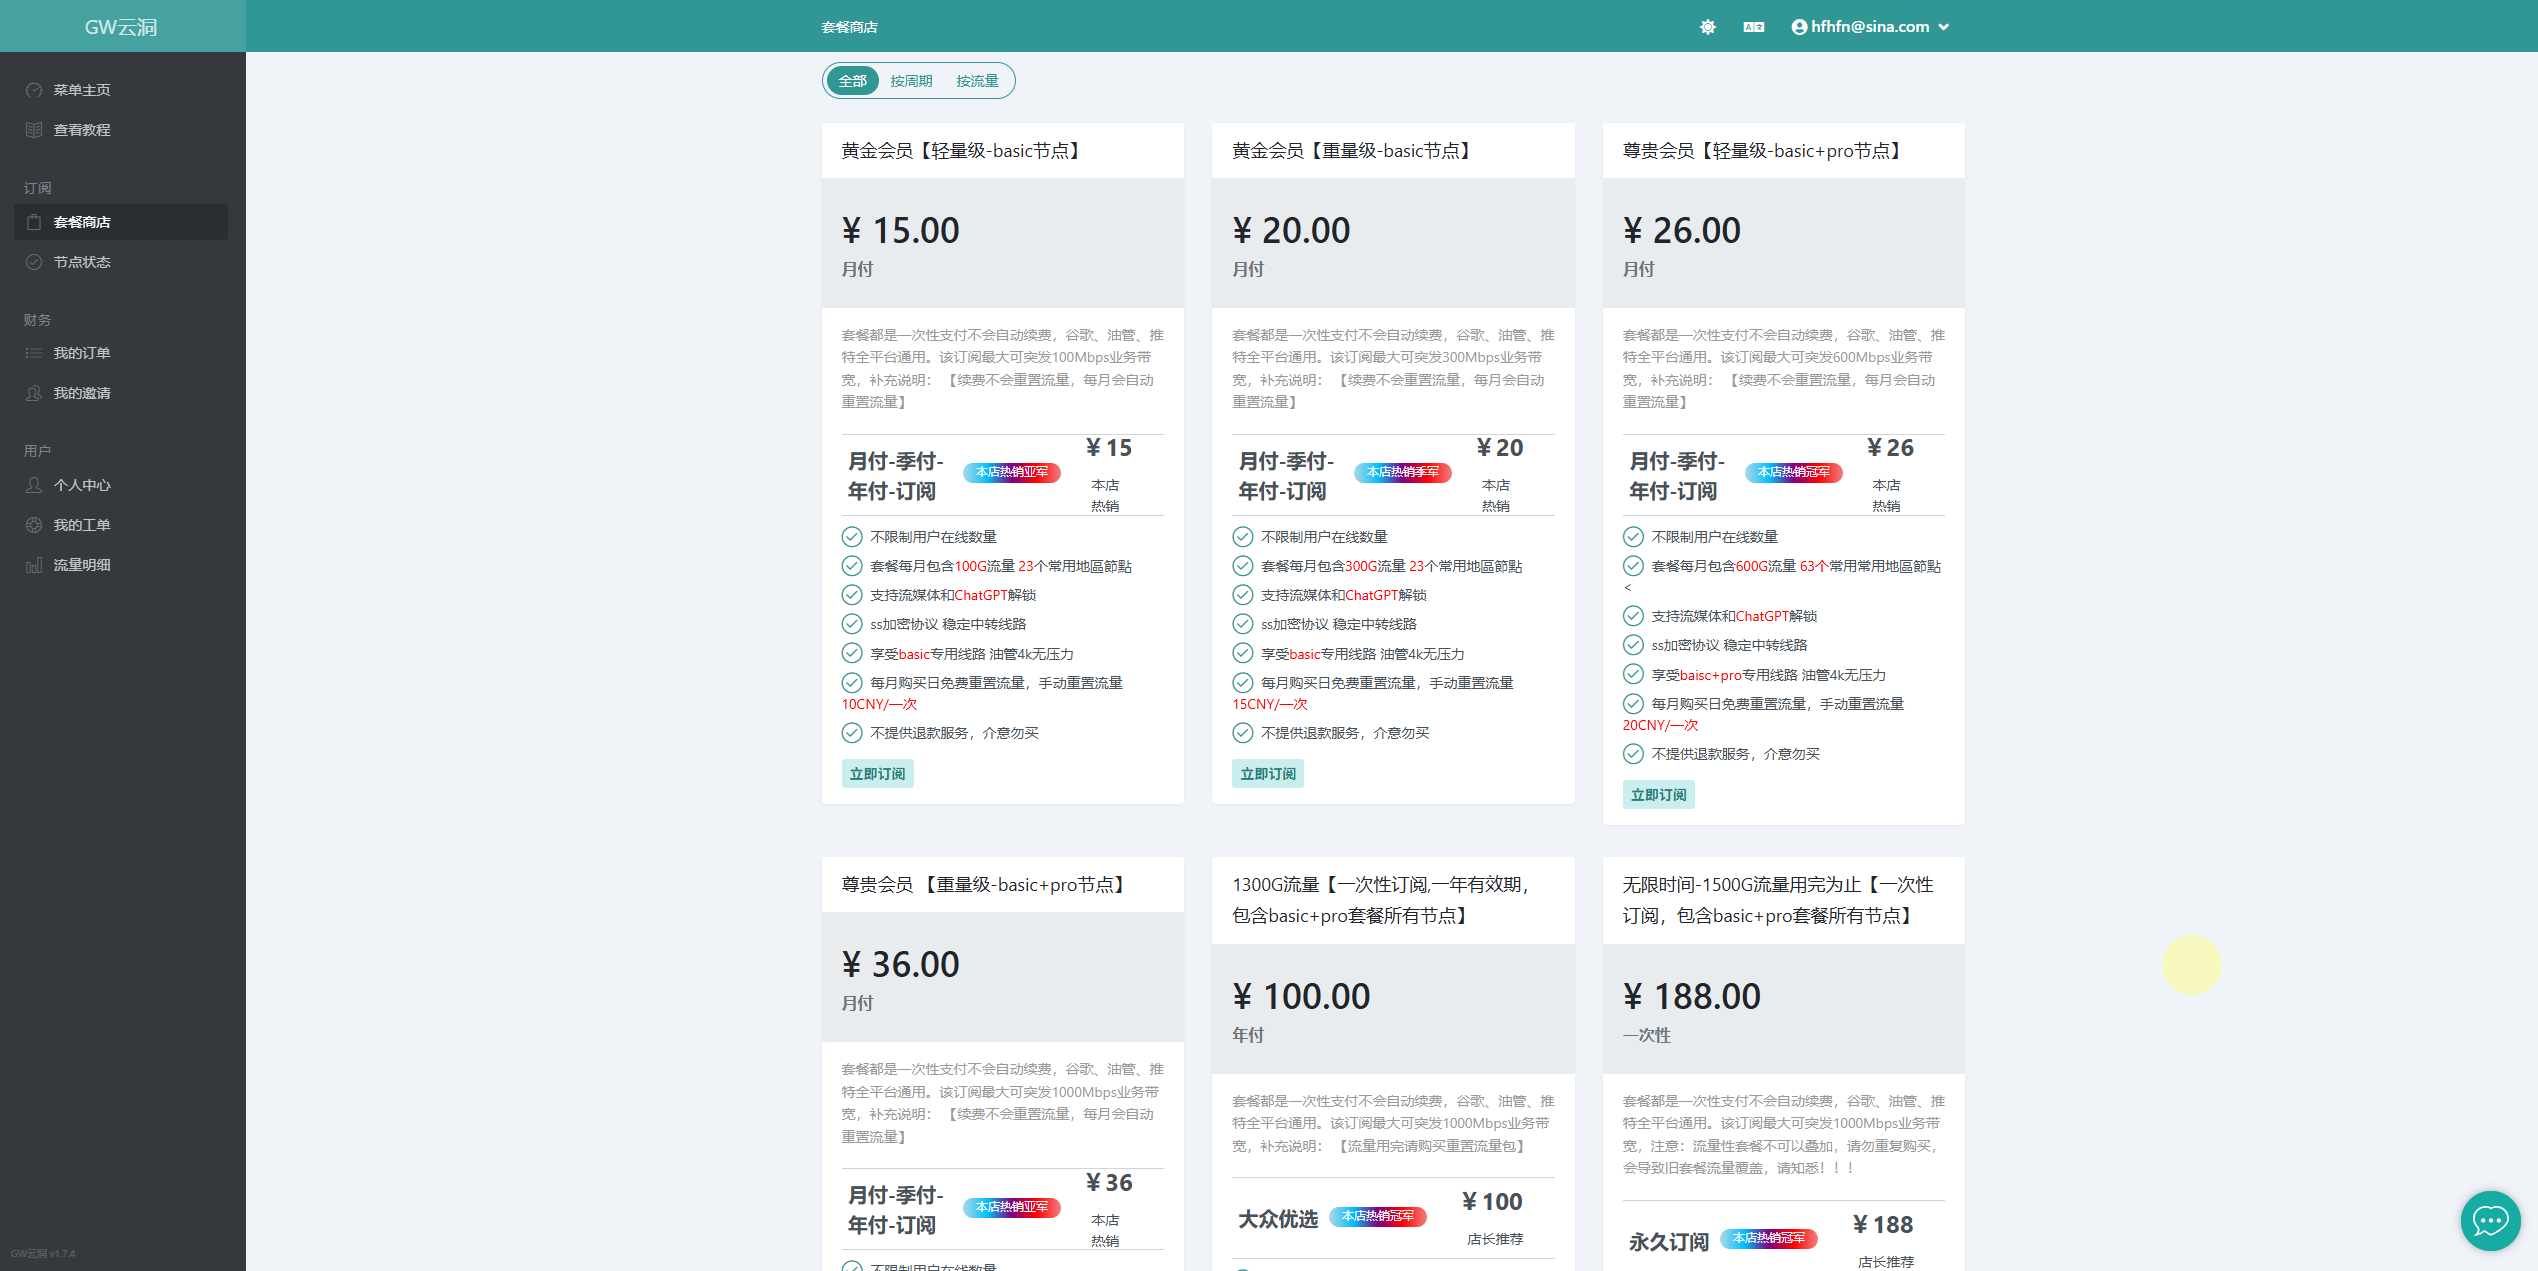 GW云洞
套餐商店
hfhfn@sina.com
菜单主页
查看教程
订阅
套餐商店
节点状态
财务
我的订单
我的邀请
用户
个人中心
我的工单
流量明细
GW云洞 v1.7.4
全部 按周期 按流量
黄金会员【轻量级-basic节点】
¥ 15.00
月付
套餐都是一次性支付不会自动续费，谷歌、油管、推
特全平台通用。该订阅最大可突发100Mbps业务带
宽，补充说明： 【续费不会重置流量，每月会自动
重置流量】
月付-季付-
年付-订阅
本店热销亚军
¥ 15
本店
热销
不限制用户在线数量
套餐每月包含100G流量 23个常用地區節點
支持流媒体和ChatGPT解锁
ss加密协议 稳定中转线路
享受basic专用线路 油管4k无压力
每月购买日免费重置流量，手动重置流量
10CNY/一次
不提供退款服务，介意勿买
立即订阅
黄金会员【重量级-basic节点】
¥ 20.00
月付
套餐都是一次性支付不会自动续费，谷歌、油管、推
特全平台通用。该订阅最大可突发300Mbps业务带
宽，补充说明： 【续费不会重置流量，每月会自动
重置流量】
月付-季付-
年付-订阅
本店热销季军
¥ 20
本店
热销
不限制用户在线数量
套餐每月包含300G流量 23个常用地區節點
支持流媒体和ChatGPT解锁
ss加密协议 稳定中转线路
享受basic专用线路 油管4k无压力
每月购买日免费重置流量，手动重置流量
15CNY/一次
不提供退款服务，介意勿买
立即订阅
尊贵会员【轻量级-basic+pro节点】
¥ 26.00
月付
套餐都是一次性支付不会自动续费，谷歌、油管、推
特全平台通用。该订阅最大可突发600Mbps业务带
宽，补充说明： 【续费不会重置流量，每月会自动
重置流量】
月付-季付-
年付-订阅
本店热销冠军
¥ 26
本店
热销
不限制用户在线数量
套餐每月包含600G流量 63个常用常用地區節點
<
支持流媒体和ChatGPT解锁
ss加密协议 稳定中转线路
享受baisc+pro专用线路 油管4k无压力
每月购买日免费重置流量，手动重置流量
20CNY/一次
不提供退款服务，介意勿买
立即订阅
尊贵会员 【重量级-basic+pro节点】
¥ 36.00
月付
套餐都是一次性支付不会自动续费，谷歌、油管、推
特全平台通用。该订阅最大可突发1000Mbps业务带
宽，补充说明： 【续费不会重置流量，每月会自动
重置流量】
月付-季付-
年付-订阅
本店热销亚军
¥ 36
本店
热销
不限制用户在线数量
1300G流量【一次性订阅,一年有效期，
包含basic+pro套餐所有节点】
¥ 100.00
年付
套餐都是一次性支付不会自动续费，谷歌、油管、推
特全平台通用。该订阅最大可突发1000Mbps业务带
宽，补充说明： 【流量用完请购买重置流量包】
大众优选
本店热销冠军
¥ 100
店长推荐
无限时间-1500G流量用完为止【一次性
订阅，包含basic+pro套餐所有节点】
¥ 188.00
一次性
套餐都是一次性支付不会自动续费，谷歌、油管、推
特全平台通用。该订阅最大可突发1000Mbps业务带
宽，注意：流量性套餐不可以叠加，请勿重复购买，
会导致旧套餐流量覆盖，请知悉！！！
永久订阅
本店热销冠军
¥ 188
店长推荐